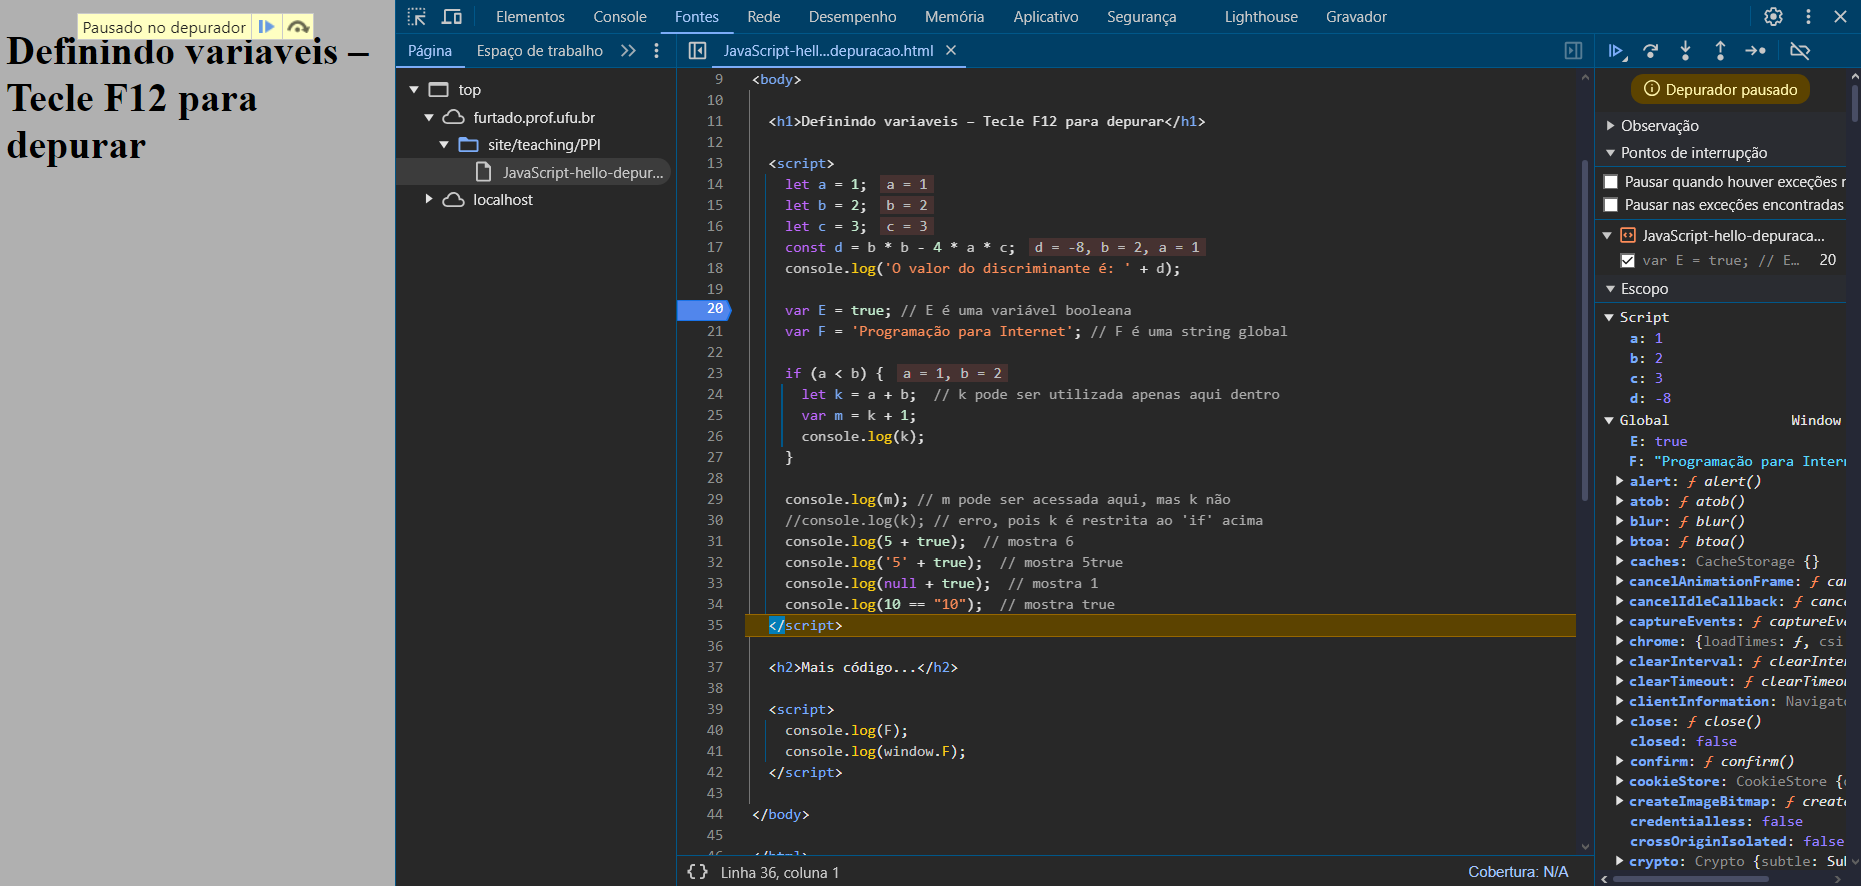 Pausado no depurador
Definindo variaveis –
Tecle F12 para
depurar
Elementos Console Fontes Rede Desempenho Memória Aplicativo Segurança Lighthouse Gravador
Página Espaço de trabalho
JavaScript-hell...depuracao.html
top
furtado.prof.ufu.br
site/teaching/PPI
JavaScript-hello-depur...
localhost
9 <body>
10
11 <h1>Definindo variaveis – Tecle F12 para depurar</h1>
12
13 <script>
14 let a = 1; a = 1
15 let b = 2; b = 2
16 let c = 3; c = 3
17 const d = b * b - 4 * a * c; d = -8, b = 2, a = 1
18 console.log('O valor do discriminante é: ' + d);
19
20 var E = true; // E é uma variável booleana
21 var F = 'Programação para Internet'; // F é uma string global
22
23 if (a < b) { a = 1, b = 2
24 let k = a + b; // k pode ser utilizada apenas aqui dentro
25 var m = k + 1;
26 console.log(k);
27 }
28
29 console.log(m); // m pode ser acessada aqui, mas k não
30 //console.log(k); // erro, pois k é restrita ao 'if' acima
31 console.log(5 + true); // mostra 6
32 console.log('5' + true); // mostra 5true
33 console.log(null + true); // mostra 1
34 console.log(10 == "10"); // mostra true
35 </script>
36
37 <h2>Mais código...</h2>
38
39 <script>
40 console.log(F);
41 console.log(window.F);
42 </script>
43
44 </body>
45
{} Linha 36, coluna 1 Cobertura: N/A
Depurador pausado
Observação
Pontos de interrupção
Pausar quando houver exceções
Pausar nas exceções encontradas
JavaScript-hello-depuraca...
var E = true; // E… 20
Escopo
Script
a: 1
b: 2
c: 3
d: -8
Global Window
E: true
F: "Programação para Inter
alert: ƒ alert()
atob: ƒ atob()
blur: ƒ blur()
btoa: ƒ btoa()
caches: CacheStorage {}
cancelAnimationFrame: ƒ can
cancelIdleCallback: ƒ cance
captureEvents: ƒ captureEve
chrome: {loadTimes: ƒ, csi
clearInterval: ƒ clearInter
clearTimeout: ƒ clearTimeou
clientInformation: Navigato
close: ƒ close()
closed: false
confirm: ƒ confirm()
cookieStore: CookieStore {
createImageBitmap: ƒ create
credentialless: false
crossOriginIsolated: false
crypto: Crypto {subtle: Sub